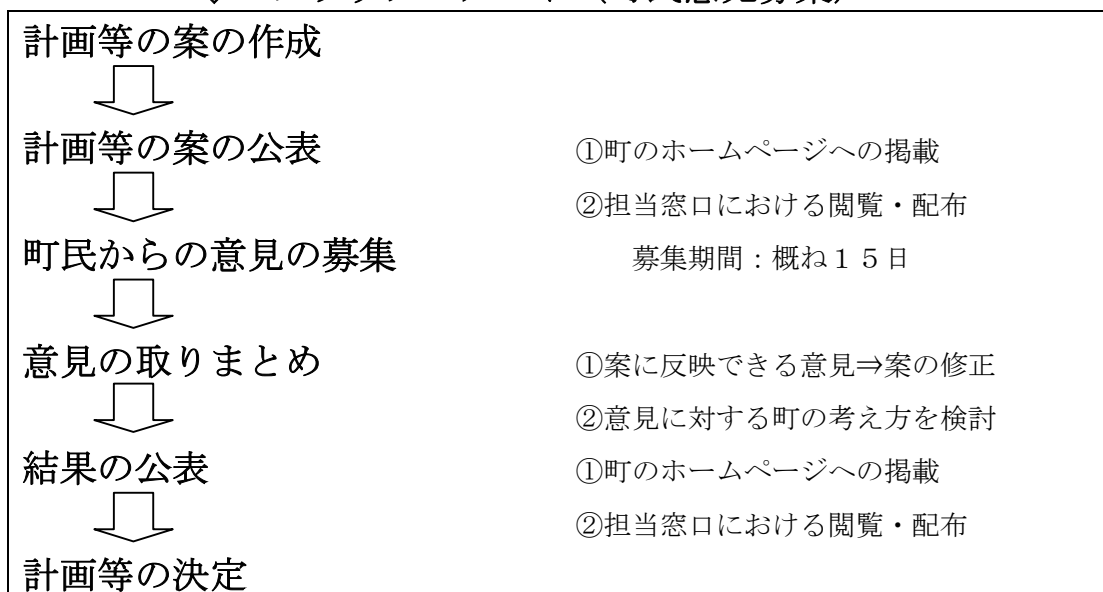 計画等の案の作成
計画等の案の公表 ①町のホームページへの掲載
②担当窓口における閲覧・配布
町民からの意見の募集 募集期間：概ね１５日
意見の取りまとめ ①案に反映できる意見⇒案の修正
②意見に対する町の考え方を検討
結果の公表 ①町のホームページへの掲載
②担当窓口における閲覧・配布
計画等の決定